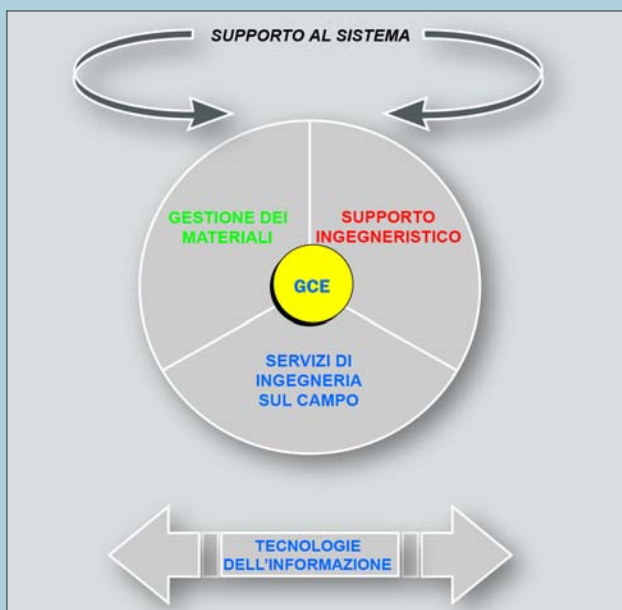 SUPPORTO AL SISTEMA
GESTIONE DEI
MATERIALI
SUPPORTO
INGEGNERISTICO
GCE
SERVIZI DI
INGEGNERIA
SUL CAMPO
TECNOLOGIE
DELL'INFORMAZIONE